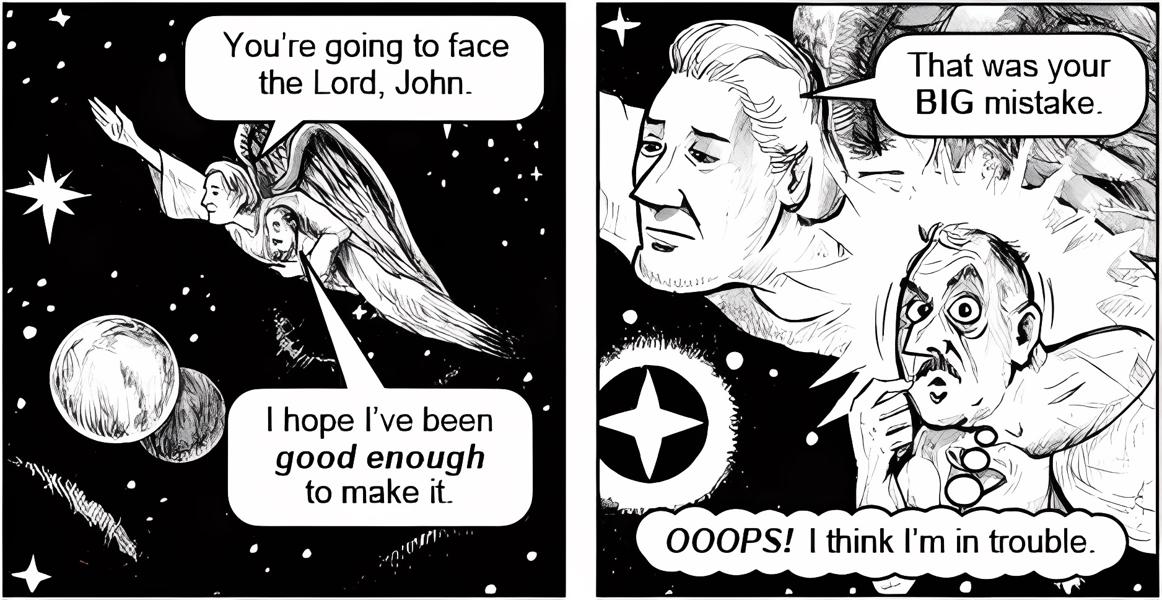 You're going to face
the Lord, John.
I hope I've been
good enough
to make it.
That was your
BIG mistake.
OOOPS! I think I'm in trouble.